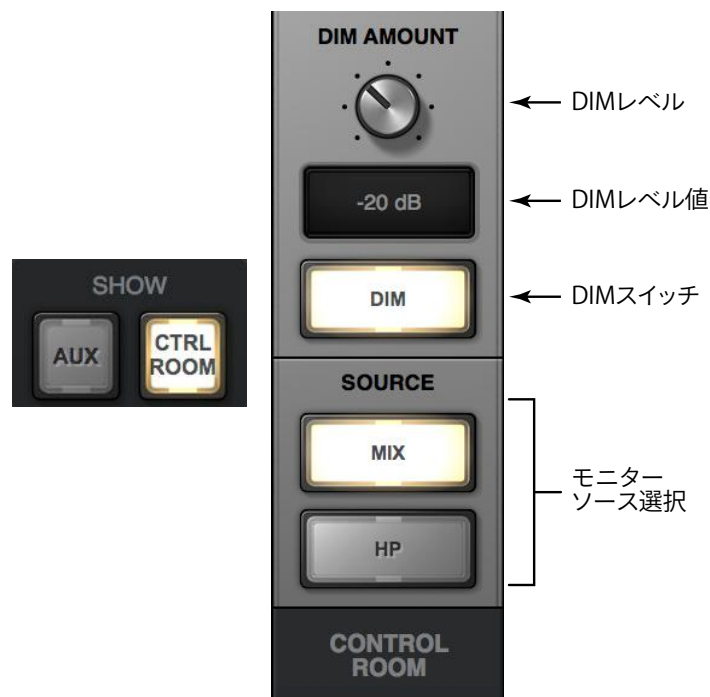 SHOW
AUX
CTRL
ROOM
DIM AMOUNT
DIMレベル
-20 dB
DIMレベル値
DIM
DIMスイッチ
SOURCE
MIX
HP
モニター
ソース選択
CONTROL
ROOM